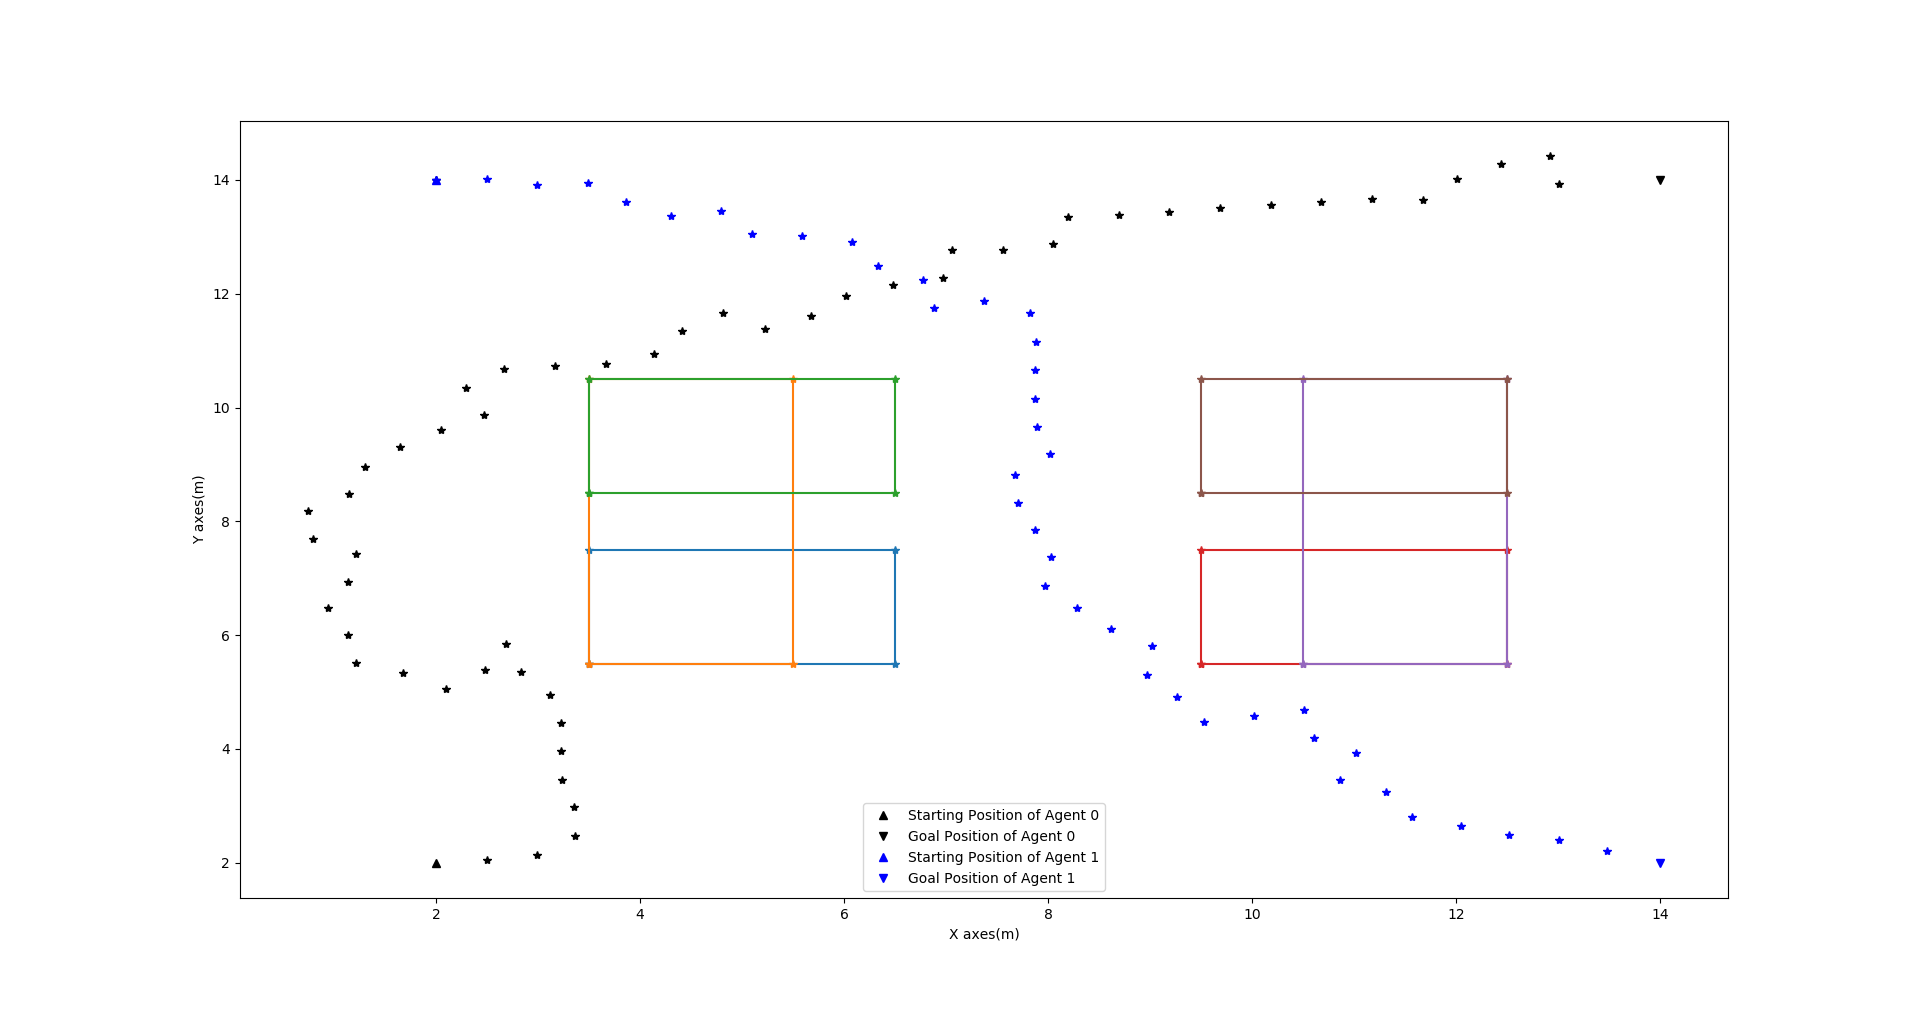 14
12
10
8
6
4
2
Y axes(m)
Starting Position of Agent 0
Goal Position of Agent 0
Starting Position of Agent 1
Goal Position of Agent 1
2 4 6 8 10 12 14
X axes(m)